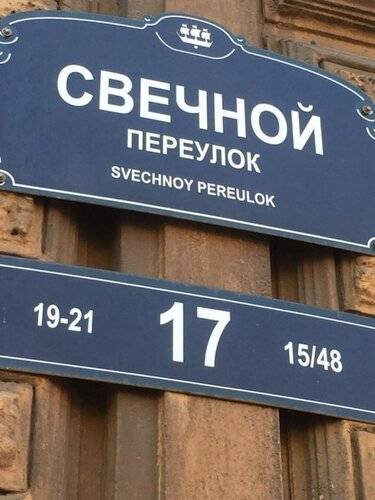 СВЕЧНОЙ
ПЕРЕУЛОК
SVECHNOY PEREULOK
19-21 17 15/48